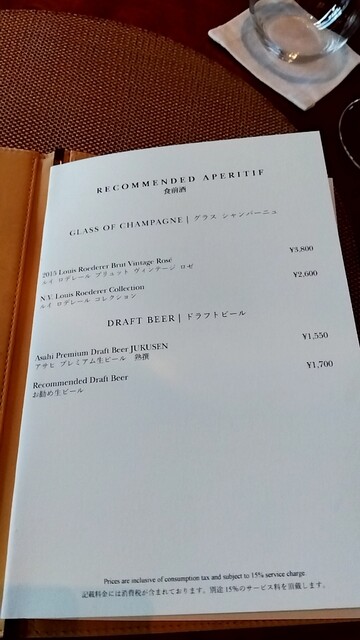 RECOMMENDED APERITIF
食前酒
GLASS OF CHAMPAGNE | グラス シャンパーニュ
2015 Louis Roederer Brut Vintage Rosé ¥3,800
ルイ ロデレール ブリュット ヴィンテージ ロゼ
N.V. Louis Roederer Collection ¥2,600
ルイ ロデレール コレクション
DRAFT BEER | ドラフトビール
Asahi Premium Draft Beer JUKUSEN ¥1,550
アサヒ プレミアム生ビール 熟撰
Recommended Draft Beer ¥1,700
お勧め生ビール
Prices are inclusive of consumption tax and subject to 15% service charge
記載料金には消費税が含まれております。別途 15%のサービス料を頂戴します。